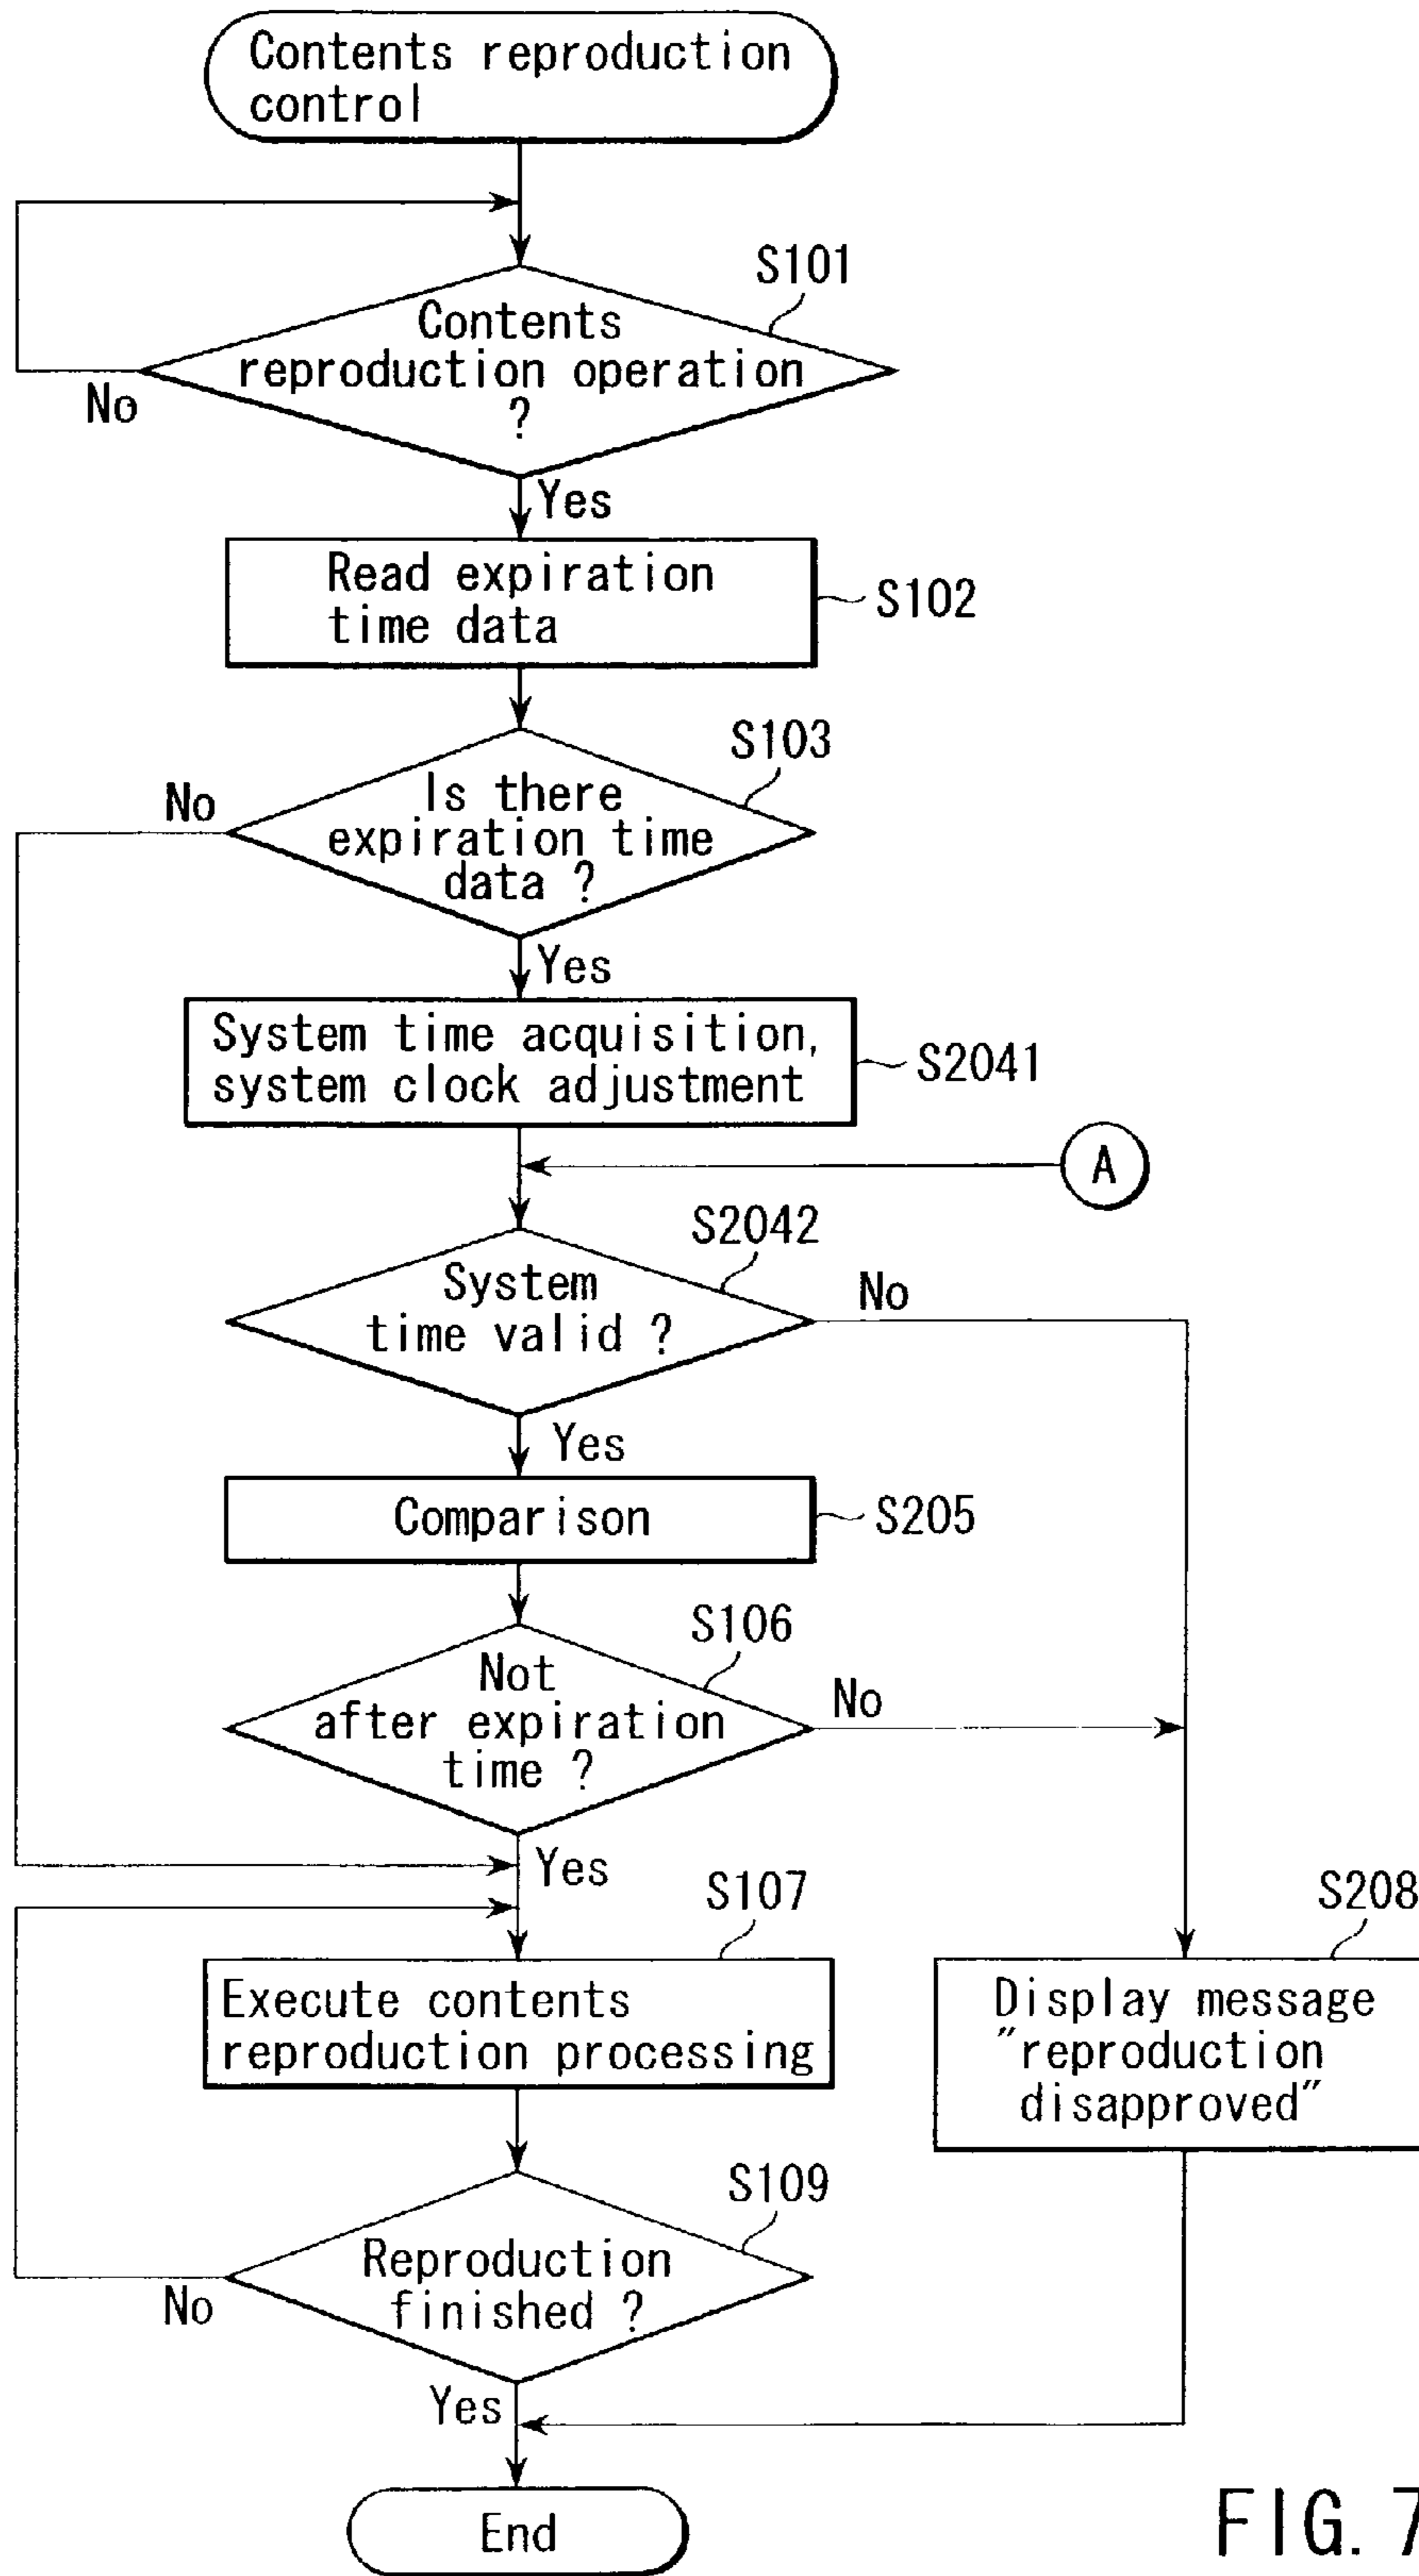 Contents reproduction
control
S101
Contents
reproduction operation
?
No
Yes
Read expiration
time data
S102
S103
No
Is there
expiration time
data ?
Yes
System time acquisition,
system clock adjustment
S2041
A
S2042
System
time valid ?
No
Yes
Comparison
S205
S106
Not
after expiration
time ?
No
Yes
S107
S208
Execute contents
reproduction processing
Display message
"reproduction
disapproved"
S109
Reproduction
finished ?
No
Yes
End
FIG. 7